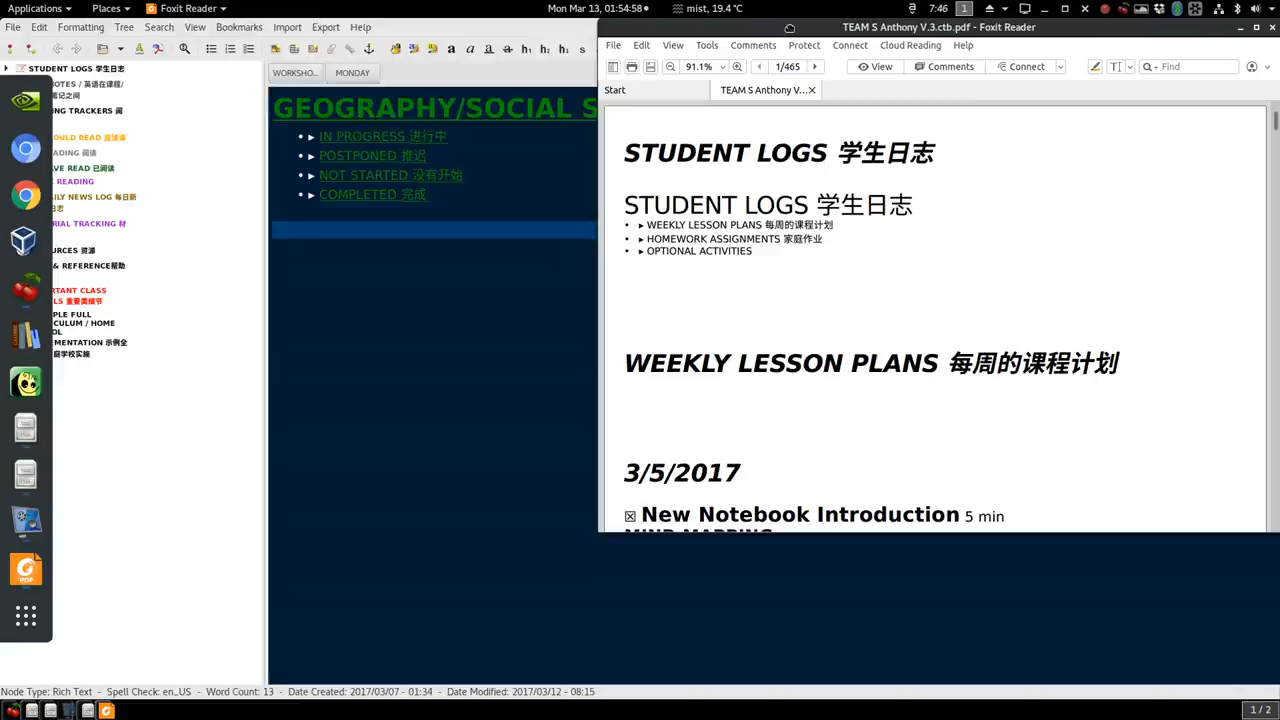 Applications
Places
Foxit Reader
Mon Mar 13, 01:54:58
mist, 19.4 °C
7:46
1
File Edit Formatting Tree Search View Bookmarks Import Export Help
TEAM S Anthony V.3.ctb.pdf - Foxit Reader
File Edit View Tools Comments Protect Connect Cloud Reading Help
91.1%
1/465
View
Comments
Connect
Find
Start
TEAM S Anthony V...
STUDENT LOGS 学生日志
OTES / 英语在课程/
笔记之间
NG TRACKERS 阅
OULD READ 应该读
ADING 阅读
VE READ 已阅读
READING
ILY NEWS LOG 每日新
日志
RIAL TRACKING 材
URCES 资源
& REFERENCE帮助
RTANT CLASS
LS 重要类细节
PLE FULL
CULUM / HOME
OL
EMENTATION 示例全
庭学校实施
WORKSHO...
MONDAY
GEOGRAPHY/SOCIAL S
• ▸ IN PROGRESS 进行中
• ▸ POSTPONED 推迟
• ▸ NOT STARTED 没有开始
• ▸ COMPLETED 完成
STUDENT LOGS 学生日志
STUDENT LOGS 学生日志
• ▸ WEEKLY LESSON PLANS 每周的课程计划
• ▸ HOMEWORK ASSIGNMENTS 家庭作业
• ▸ OPTIONAL ACTIVITIES
WEEKLY LESSON PLANS 每周的课程计划
3/5/2017
☒ New Notebook Introduction 5 min
MIND MAPPING
Node Type: Rich Text - Spell Check: en_US - Word Count: 13 - Date Created: 2017/03/07 - 01:34 - Date Modified: 2017/03/12 - 08:15
1 / 2